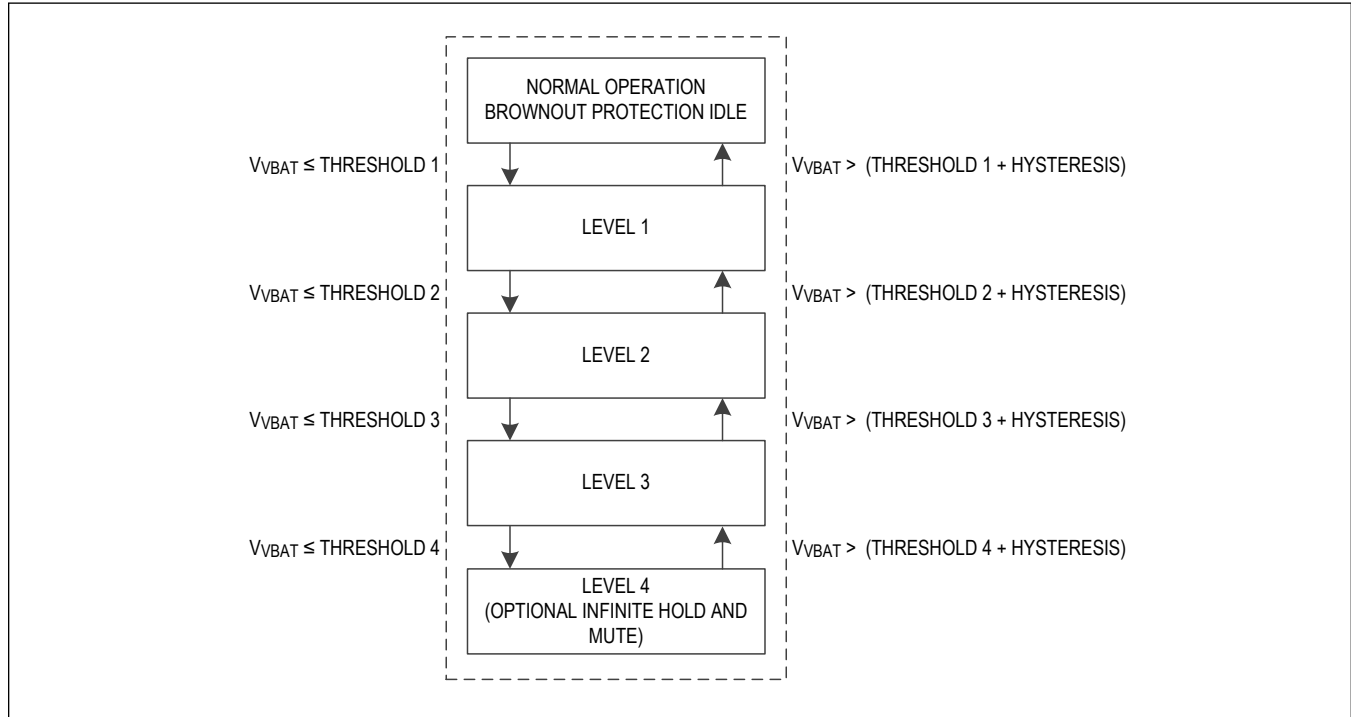 NORMAL OPERATION
BROWNOUT PROTECTION IDLE
VVBAT ≤ THRESHOLD 1
VVBAT > (THRESHOLD 1 + HYSTERESIS)
LEVEL 1
VVBAT ≤ THRESHOLD 2
VVBAT > (THRESHOLD 2 + HYSTERESIS)
LEVEL 2
VVBAT ≤ THRESHOLD 3
VVBAT > (THRESHOLD 3 + HYSTERESIS)
LEVEL 3
VVBAT ≤ THRESHOLD 4
VVBAT > (THRESHOLD 4 + HYSTERESIS)
LEVEL 4
(OPTIONAL INFINITE HOLD AND
MUTE)